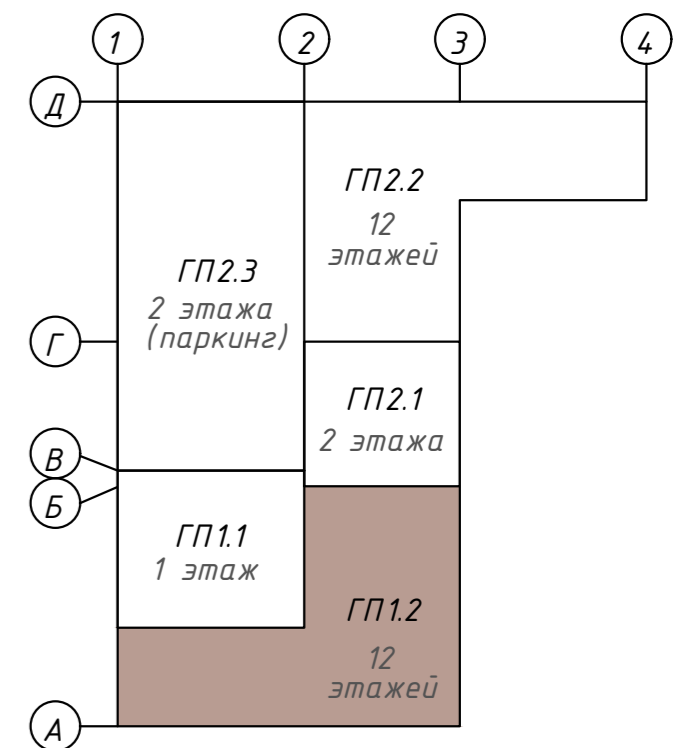 1 2 3 4
Д
ГП2.2
12
этажей
ГП2.3
2 этажа
(паркинг)
Г
ГП2.1
2 этажа
В
Б
ГП1.1
1 этаж
ГП1.2
12
этажей
А